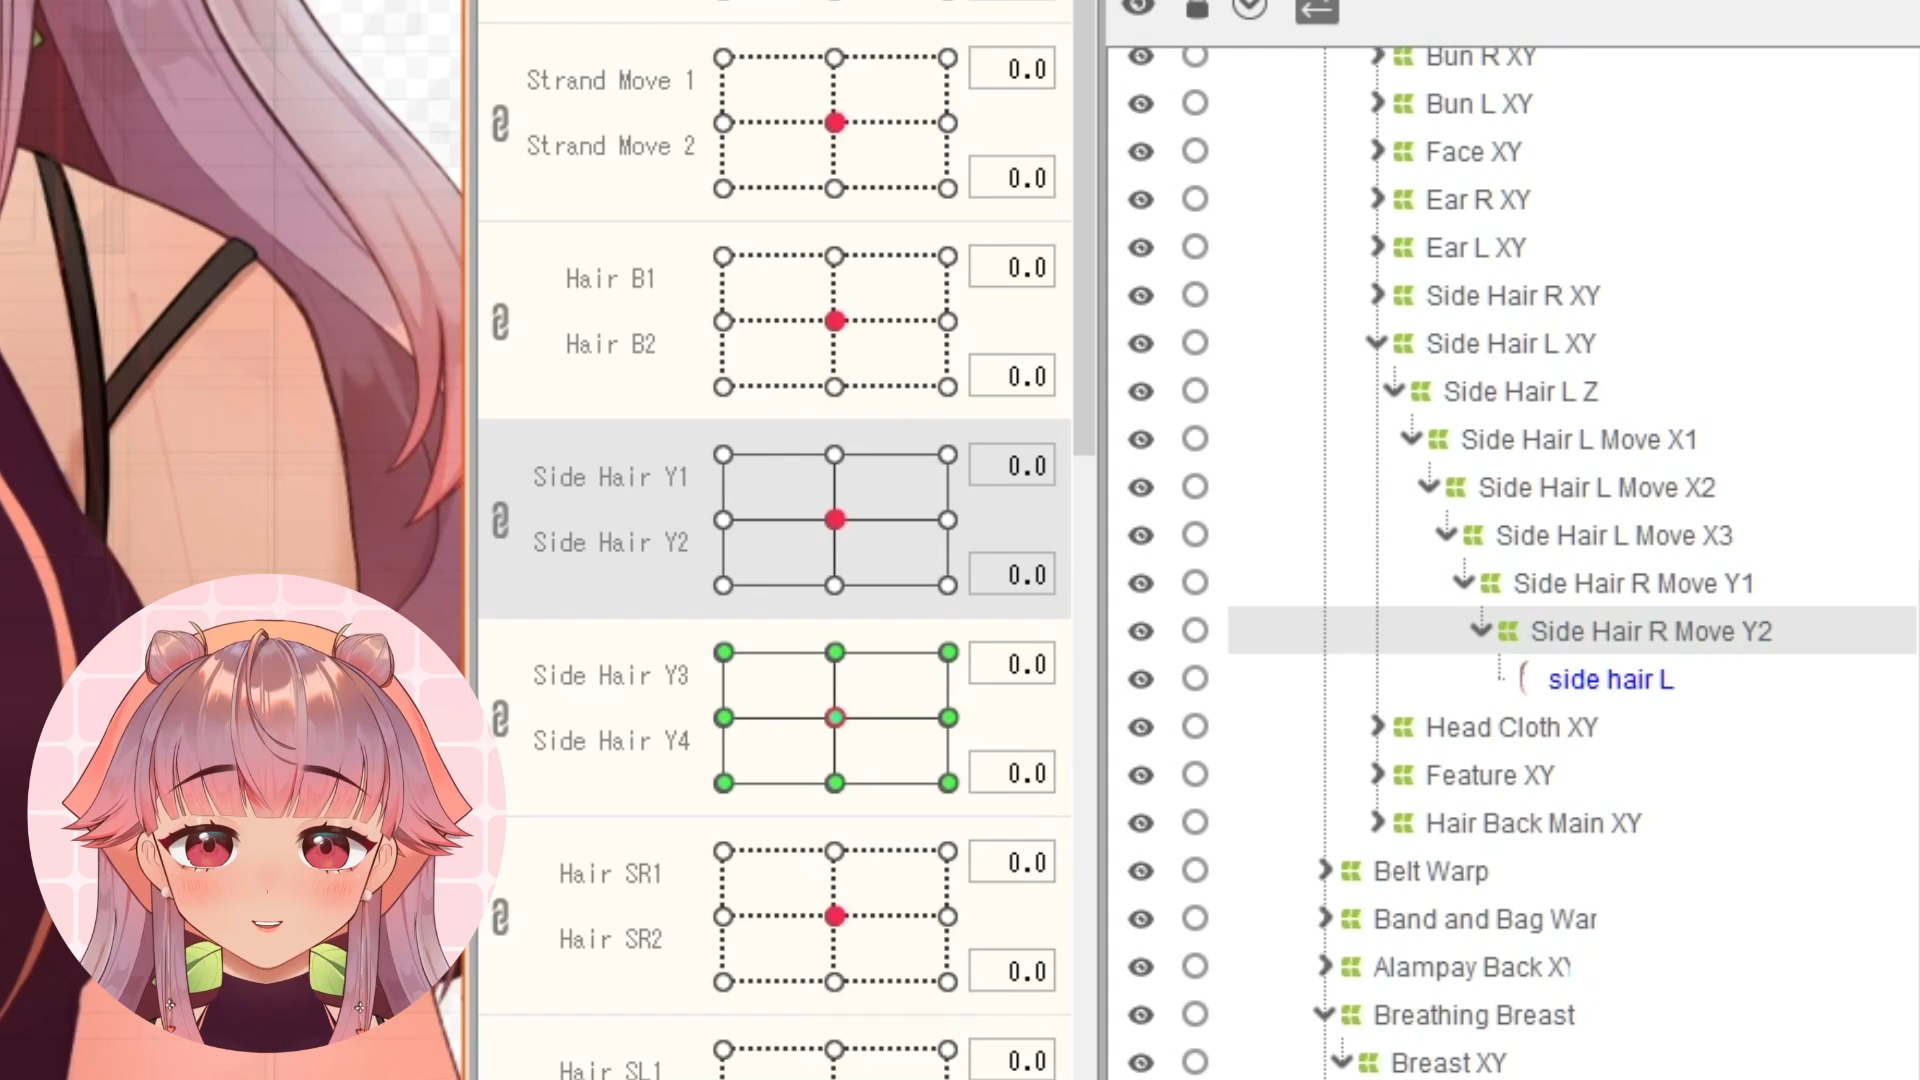 Strand Move 1
0.0
Strand Move 2
0.0
Hair B1
0.0
Hair B2
0.0
Side Hair Y1
0.0
Side Hair Y2
0.0
Side Hair Y3
0.0
Side Hair Y4
0.0
Hair SR1
0.0
Hair SR2
0.0
Hair SL1
0.0
Bun R XY
Bun L XY
Face XY
Ear R XY
Ear L XY
Side Hair R XY
Side Hair L XY
Side Hair L Z
Side Hair L Move X1
Side Hair L Move X2
Side Hair L Move X3
Side Hair R Move Y1
Side Hair R Move Y2
side hair L
Head Cloth XY
Feature XY
Hair Back Main XY
Belt Warp
Band and Bag War
Alampay Back XY
Breathing Breast
Breast XY